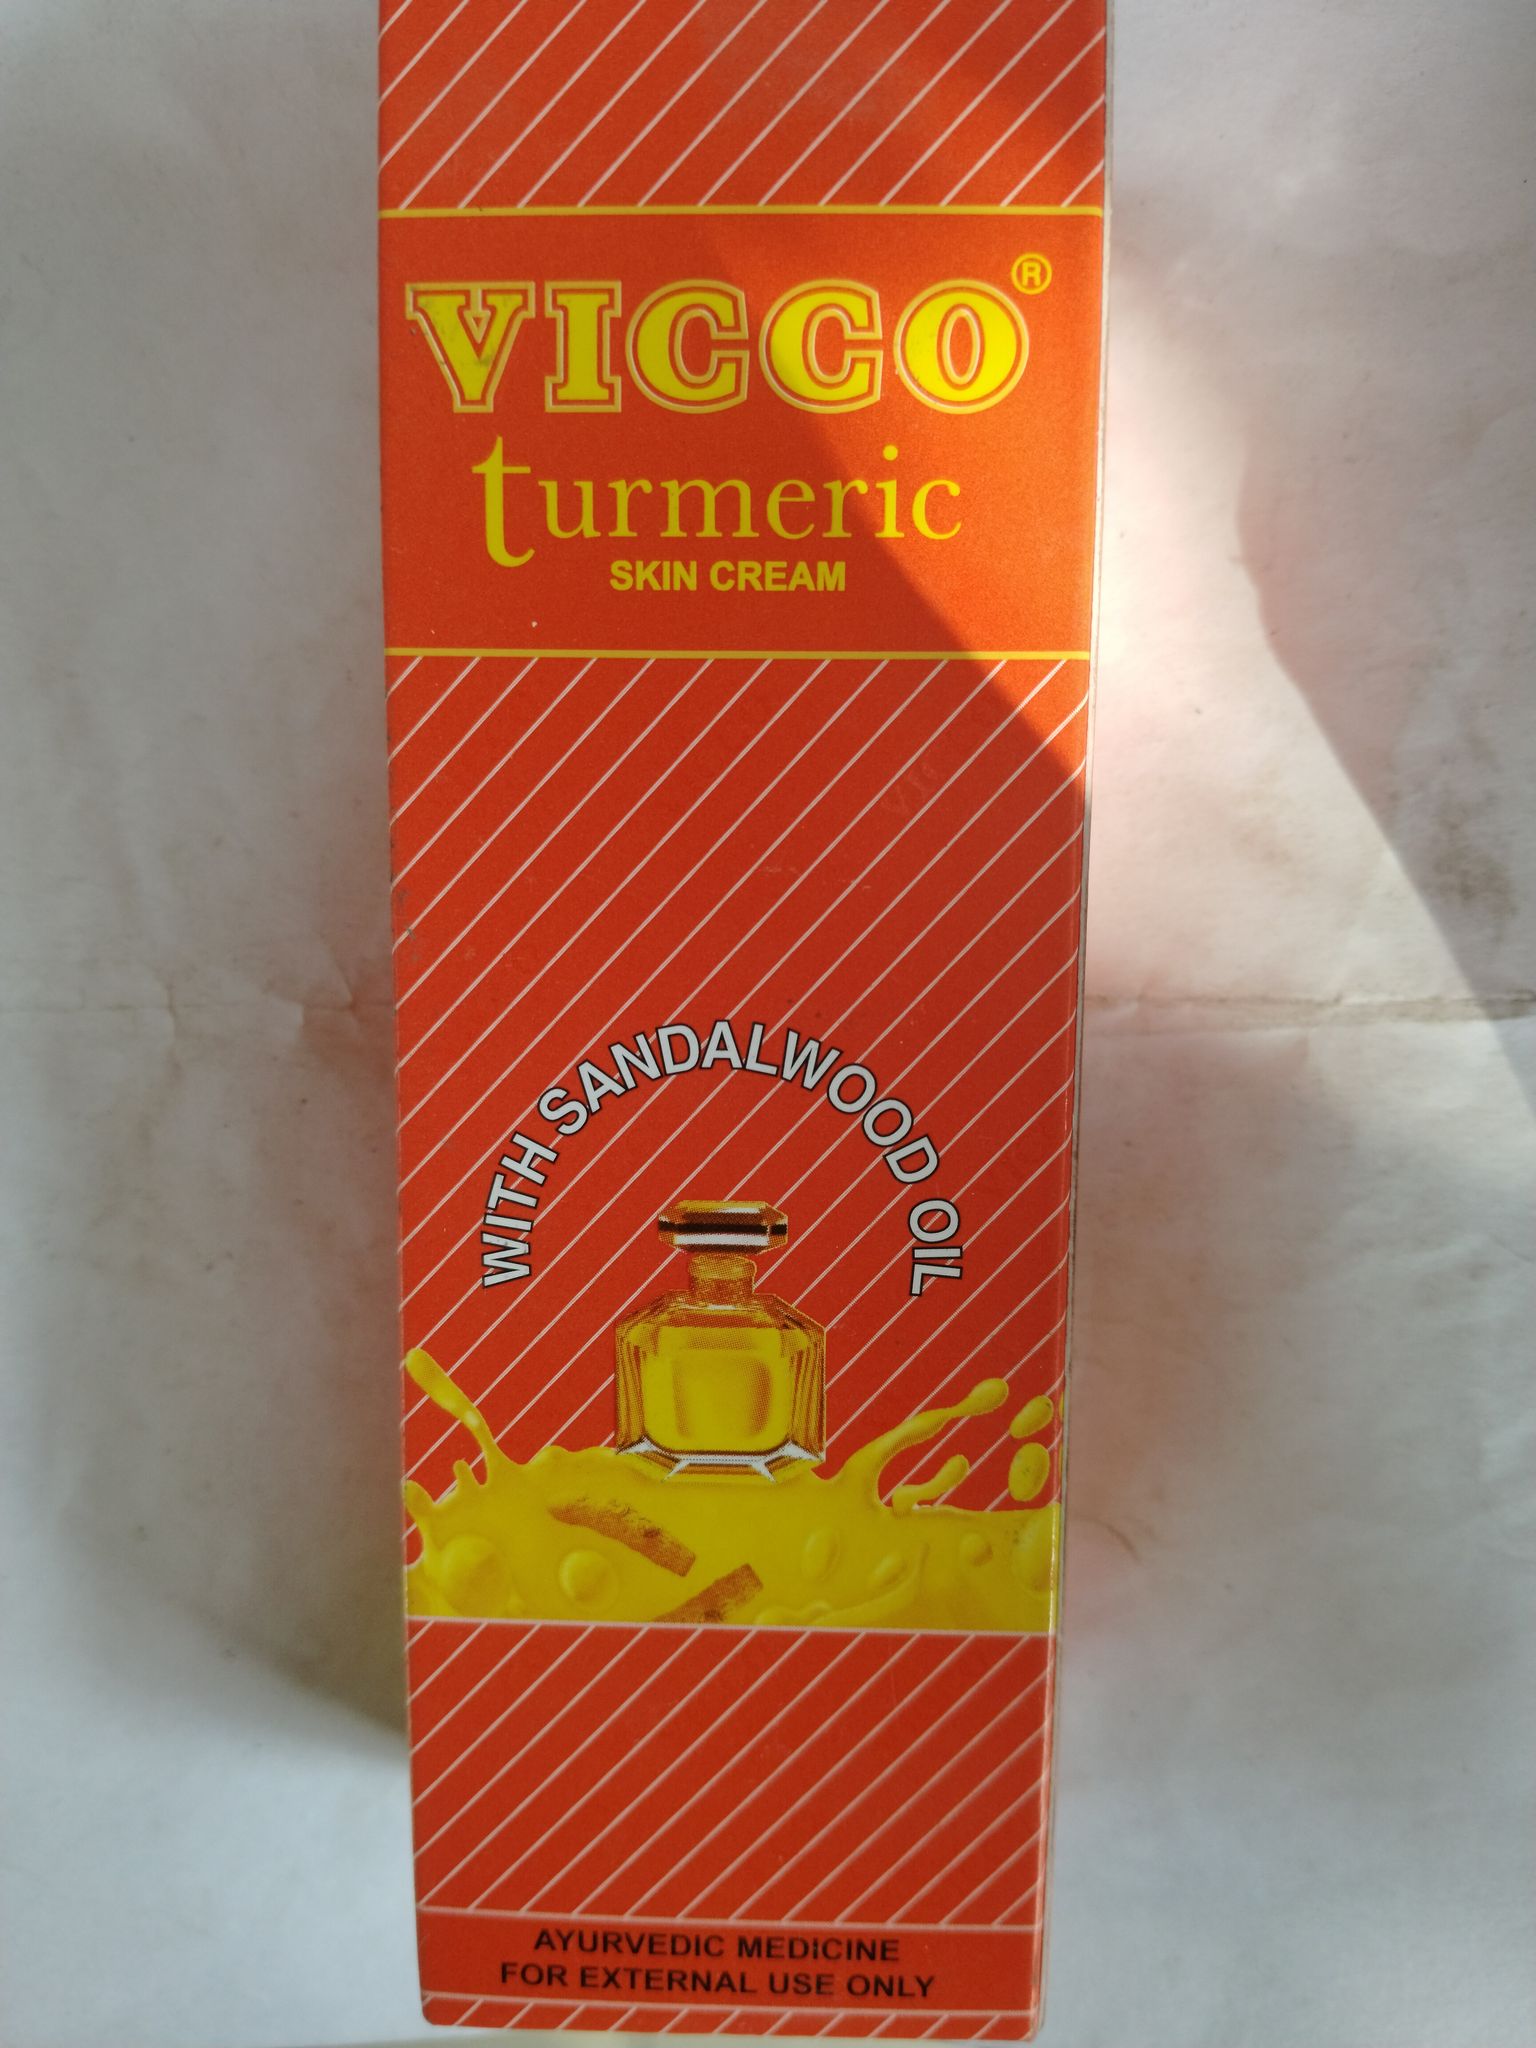 VICCO®
turmeric
SKIN CREAM
WITH SANDALWOOD OIL
AYURVEDIC MEDICINE
FOR EXTERNAL USE ONLY